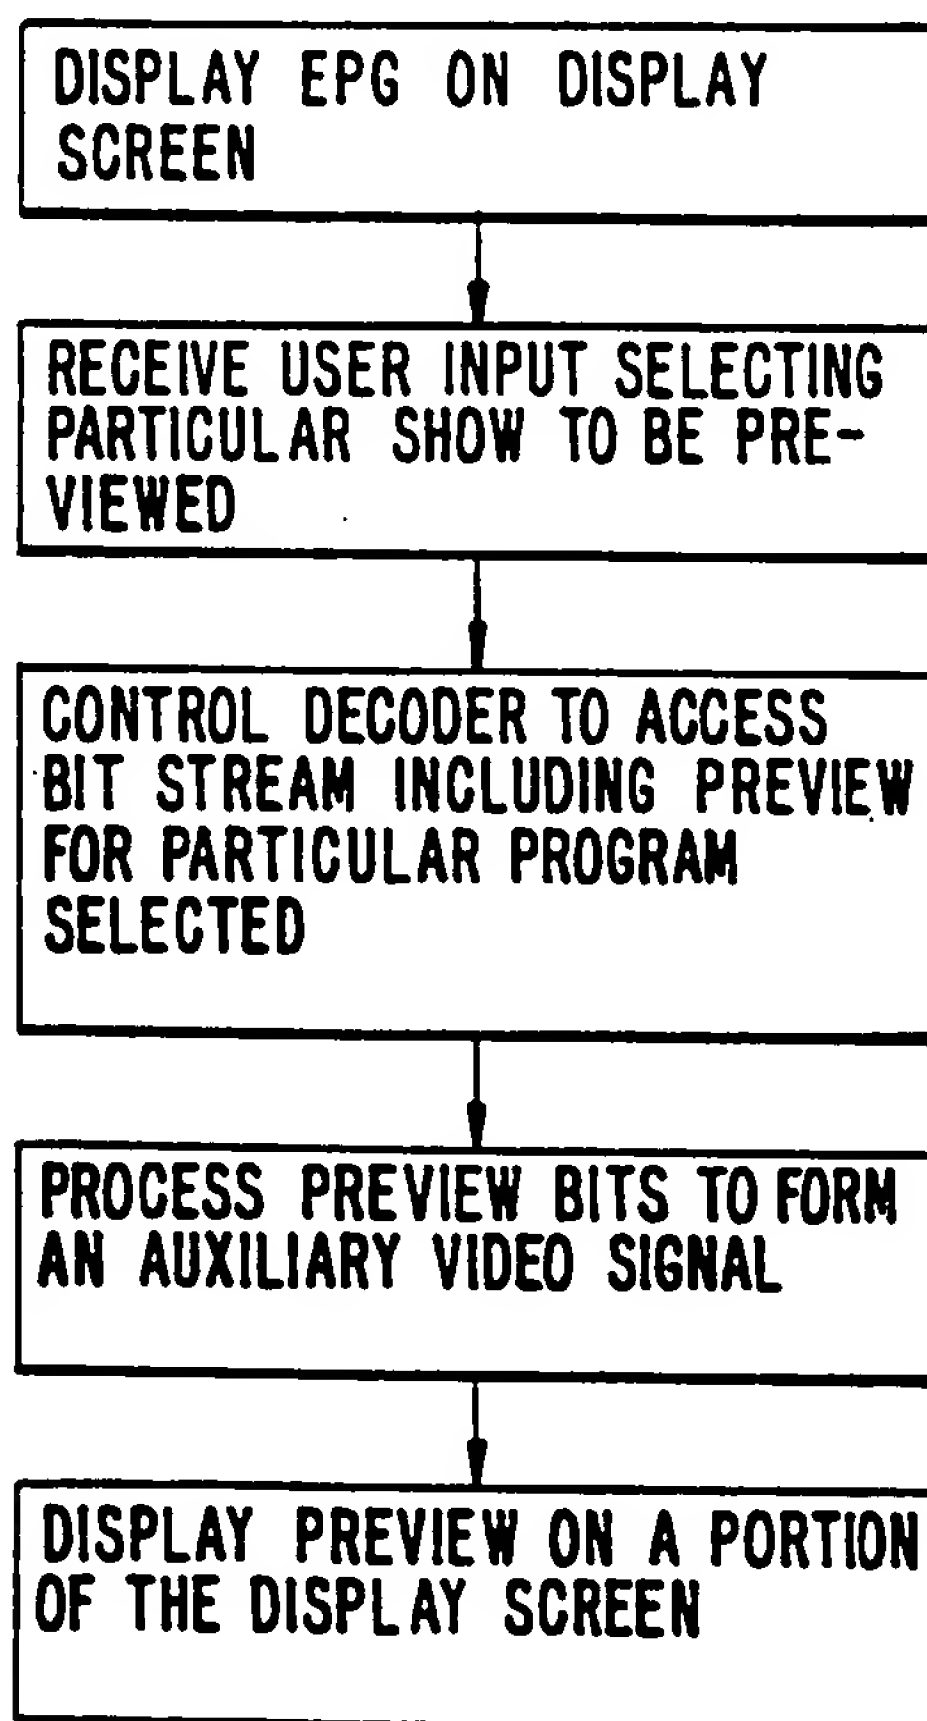 DISPLAY EPG ON DISPLAY
SCREEN
RECEIVE USER INPUT SELECTING
PARTICULAR SHOW TO BE PRE-
VIEWED
CONTROL DECODER TO ACCESS
BIT STREAM INCLUDING PREVIEW
FOR PARTICULAR PROGRAM
SELECTED
PROCESS PREVIEW BITS TO FORM
AN AUXILIARY VIDEO SIGNAL
DISPLAY PREVIEW ON A PORTION
OF THE DISPLAY SCREEN